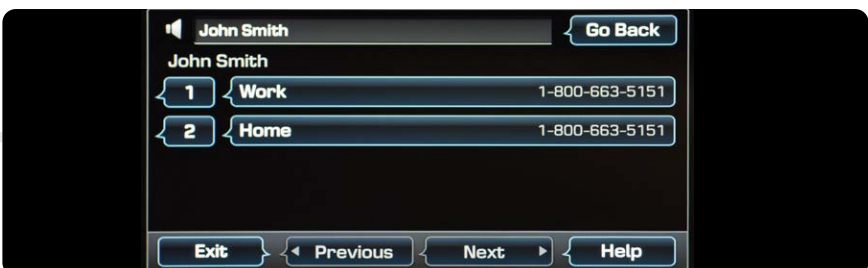 John Smith Go Back
John Smith
1 Work 1-800-663-5151
2 Home 1-800-663-5151
Exit Previous Next Help